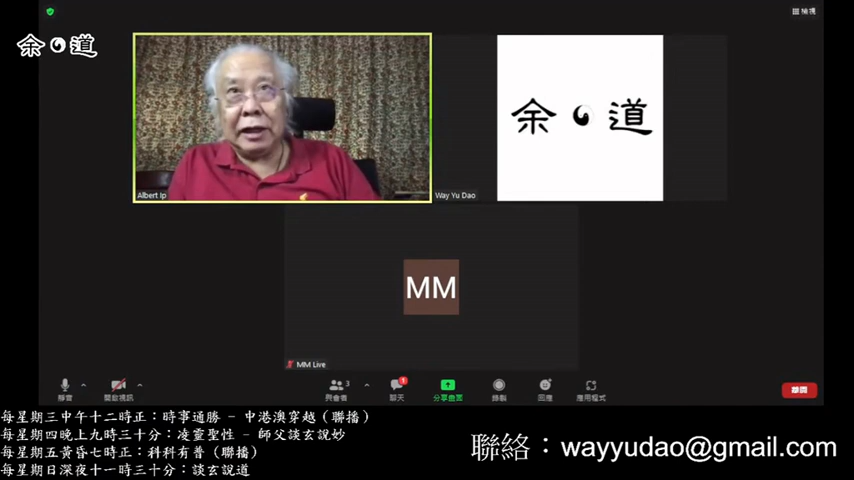 檢視
余道
余道
Albert Ip
Way Yu Dao
MM
MM Live
3
1
靜音
開啟視訊
與會者
聊天
分享畫面
錄製
回應
應用程式
離開
每星期三中午十二時正：時事通勝 – 中港澳穿越（聯播）
每星期四晚上九時三十分：凌靈聖性 – 師父談玄說妙
每星期五黃昏七時正：科科有普（聯播）
每星期日深夜十一時三十分：談玄說道
聯絡：wayyudao@gmail.com